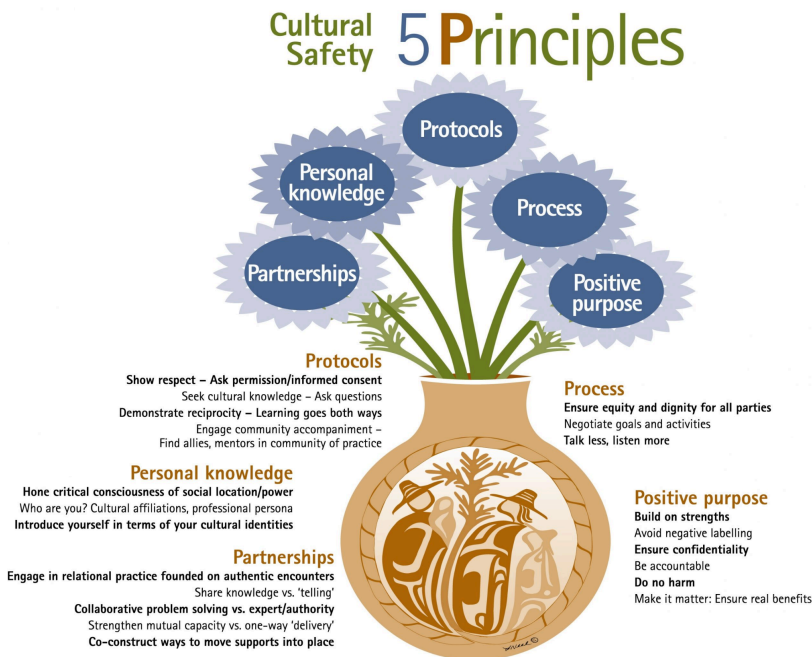 Cultural
Safety
5 Principles
Protocols
Personal
knowledge
Process
Partnerships
Positive
purpose
Protocols
Show respect – Ask permission/informed consent
Seek cultural knowledge – Ask questions
Demonstrate reciprocity – Learning goes both ways
Engage community accompaniment –
Find allies, mentors in community of practice
Personal knowledge
Hone critical consciousness of social location/power
Who are you? Cultural affiliations, professional persona
Introduce yourself in terms of your cultural identities
Partnerships
Engage in relational practice founded on authentic encounters
Share knowledge vs. ‘telling’
Collaborative problem solving vs. expert/authority
Strengthen mutual capacity vs. one-way ‘delivery’
Co-construct ways to move supports into place
Process
Ensure equity and dignity for all parties
Negotiate goals and activities
Talk less, listen more
Positive purpose
Build on strengths
Avoid negative labelling
Ensure confidentiality
Be accountable
Do no harm
Make it matter: Ensure real benefits